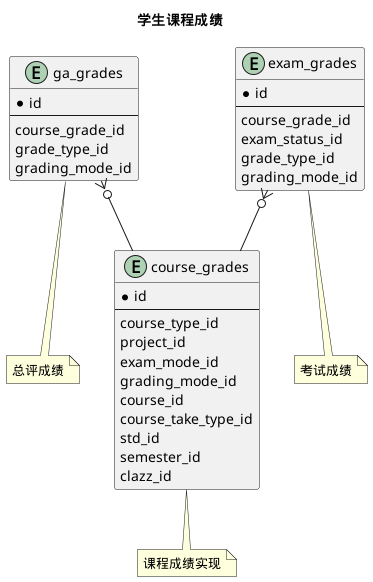 学生课程成绩
E ga_grades
* id
course_grade_id
grade_type_id
grading_mode_id
E exam_grades
* id
course_grade_id
exam_status_id
grade_type_id
grading_mode_id
E course_grades
* id
course_type_id
project_id
exam_mode_id
grading_mode_id
course_id
course_take_type_id
std_id
semester_id
clazz_id
总评成绩
考试成绩
课程成绩实现